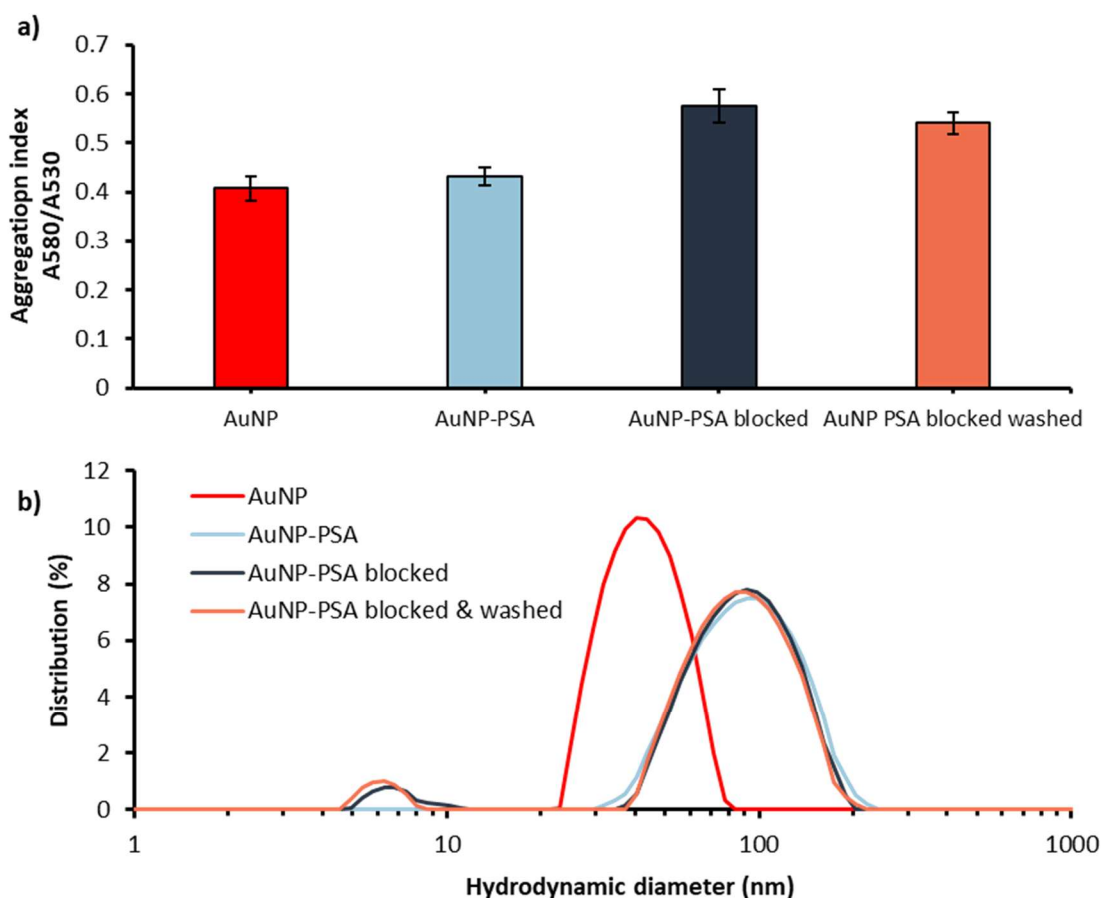 a)
Aggregatiopn index
A580/A530
0.7
0.6
0.5
0.4
0.3
0.2
0.1
0
AuNP
AuNP-PSA
AuNP-PSA blocked
AuNP PSA blocked washed
b)
Distribution (%)
12
10
8
6
4
2
0
AuNP
AuNP-PSA
AuNP-PSA blocked
AuNP-PSA blocked & washed
1
10
100
1000
Hydrodynamic diameter (nm)